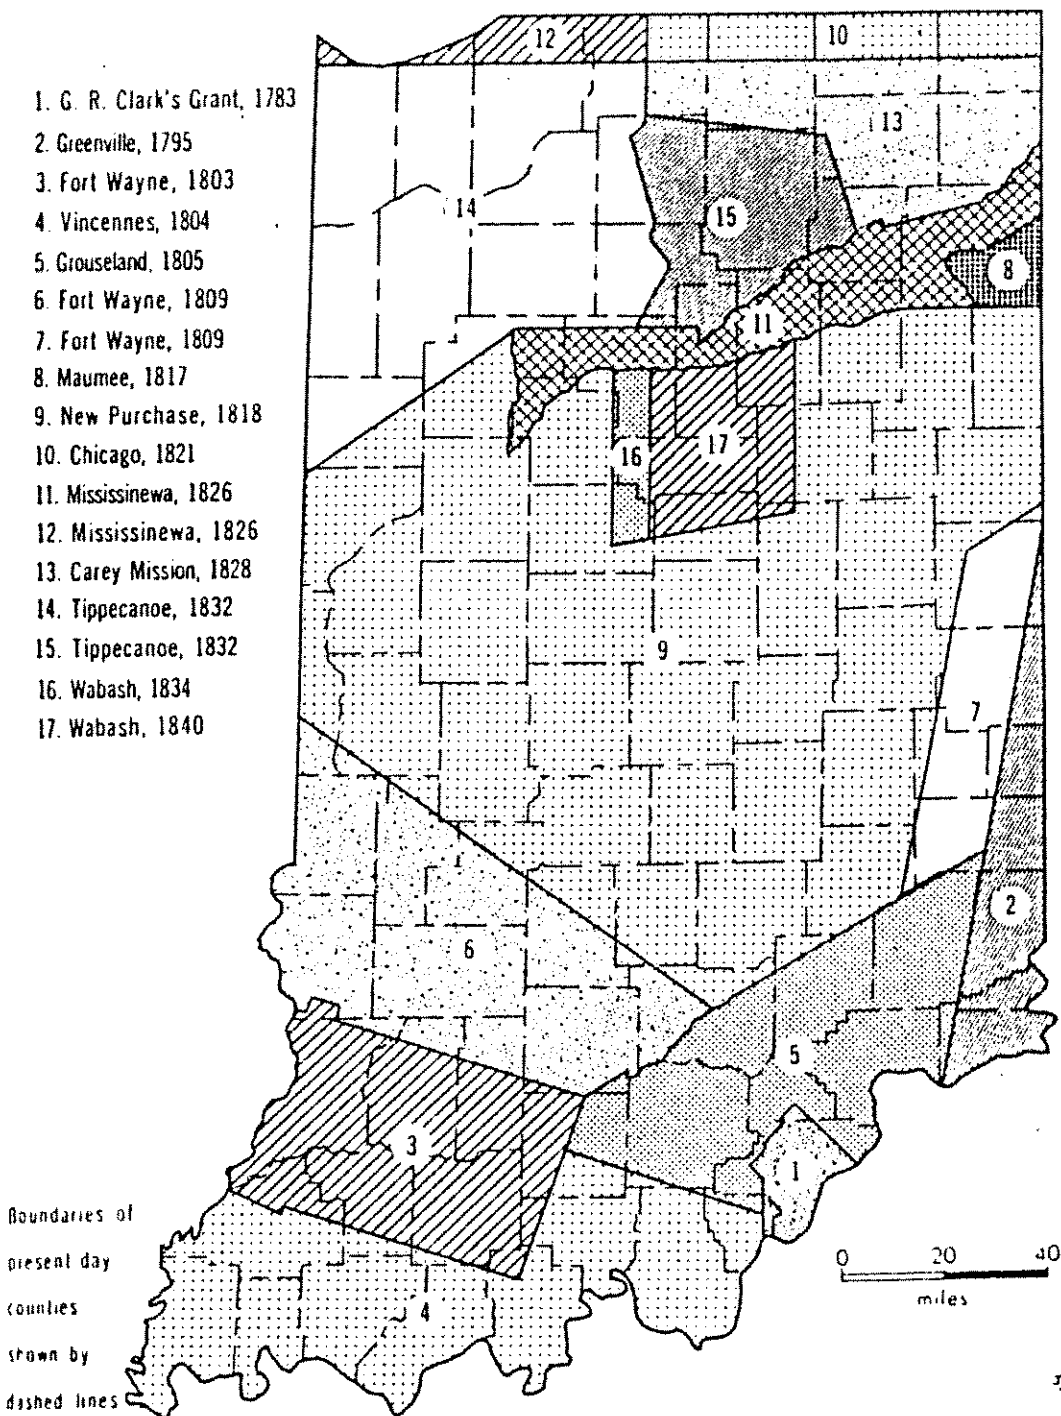 12
10
1. G. R. Clark's Grant, 1783
2. Greenville, 1795
3. Fort Wayne, 1803
4. Vincennes, 1804
5. Grouseland, 1805
6. Fort Wayne, 1809
7. Fort Wayne, 1809
8. Maumee, 1817
9. New Purchase, 1818
10. Chicago, 1821
11. Mississinewa, 1826
12. Mississinewa, 1826
13. Carey Mission, 1828
14. Tippecanoe, 1832
15. Tippecanoe, 1832
16. Wabash, 1834
17. Wabash, 1840
13
14
15
8
11
16
17
9
7
2
6
5
3
1
4
Boundaries of
present day
counties
shown by
dashed lines
0 20 40
miles
3